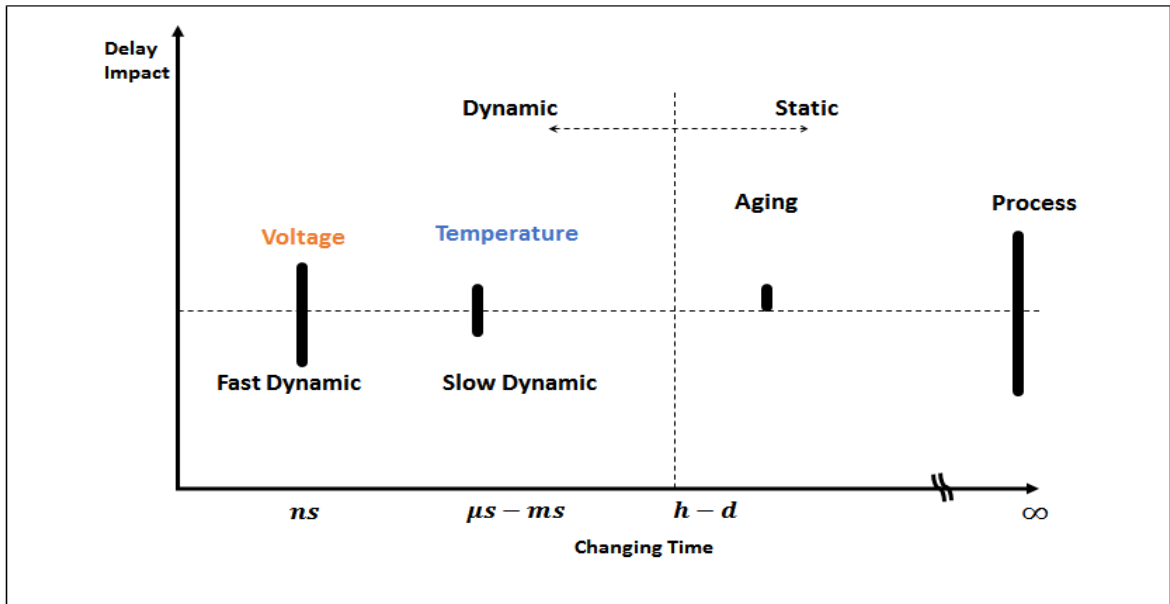 Delay
Impact
Dynamic
Static
Aging
Process
Voltage
Temperature
Fast Dynamic
Slow Dynamic
ns
μs − ms
h − d
∞
Changing Time